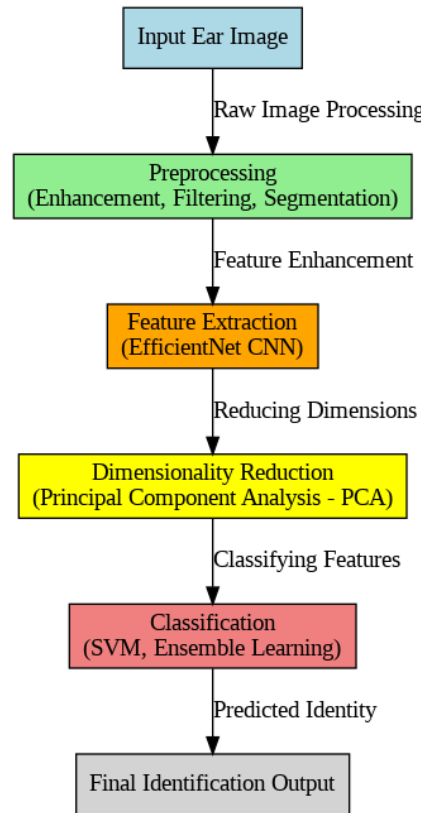 Input Ear Image
Raw Image Processing
Preprocessing
(Enhancement, Filtering, Segmentation)
Feature Enhancement
Feature Extraction
(EfficientNet CNN)
Reducing Dimensions
Dimensionality Reduction
(Principal Component Analysis - PCA)
Classifying Features
Classification
(SVM, Ensemble Learning)
Predicted Identity
Final Identification Output